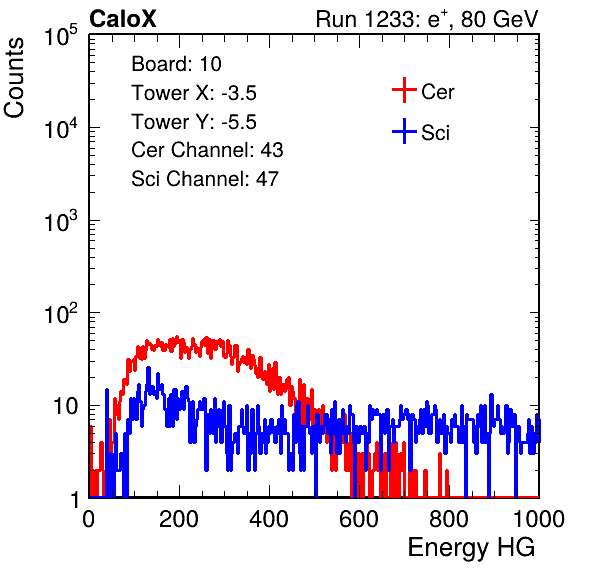 CaloX Run 1233: e⁺, 80 GeV
Counts
Board: 10
Tower X: -3.5
Tower Y: -5.5
Cer Channel: 43
Sci Channel: 47
Cer
Sci
10⁵
10⁴
10³
10²
10
1
0 200 400 600 800 1000
Energy HG